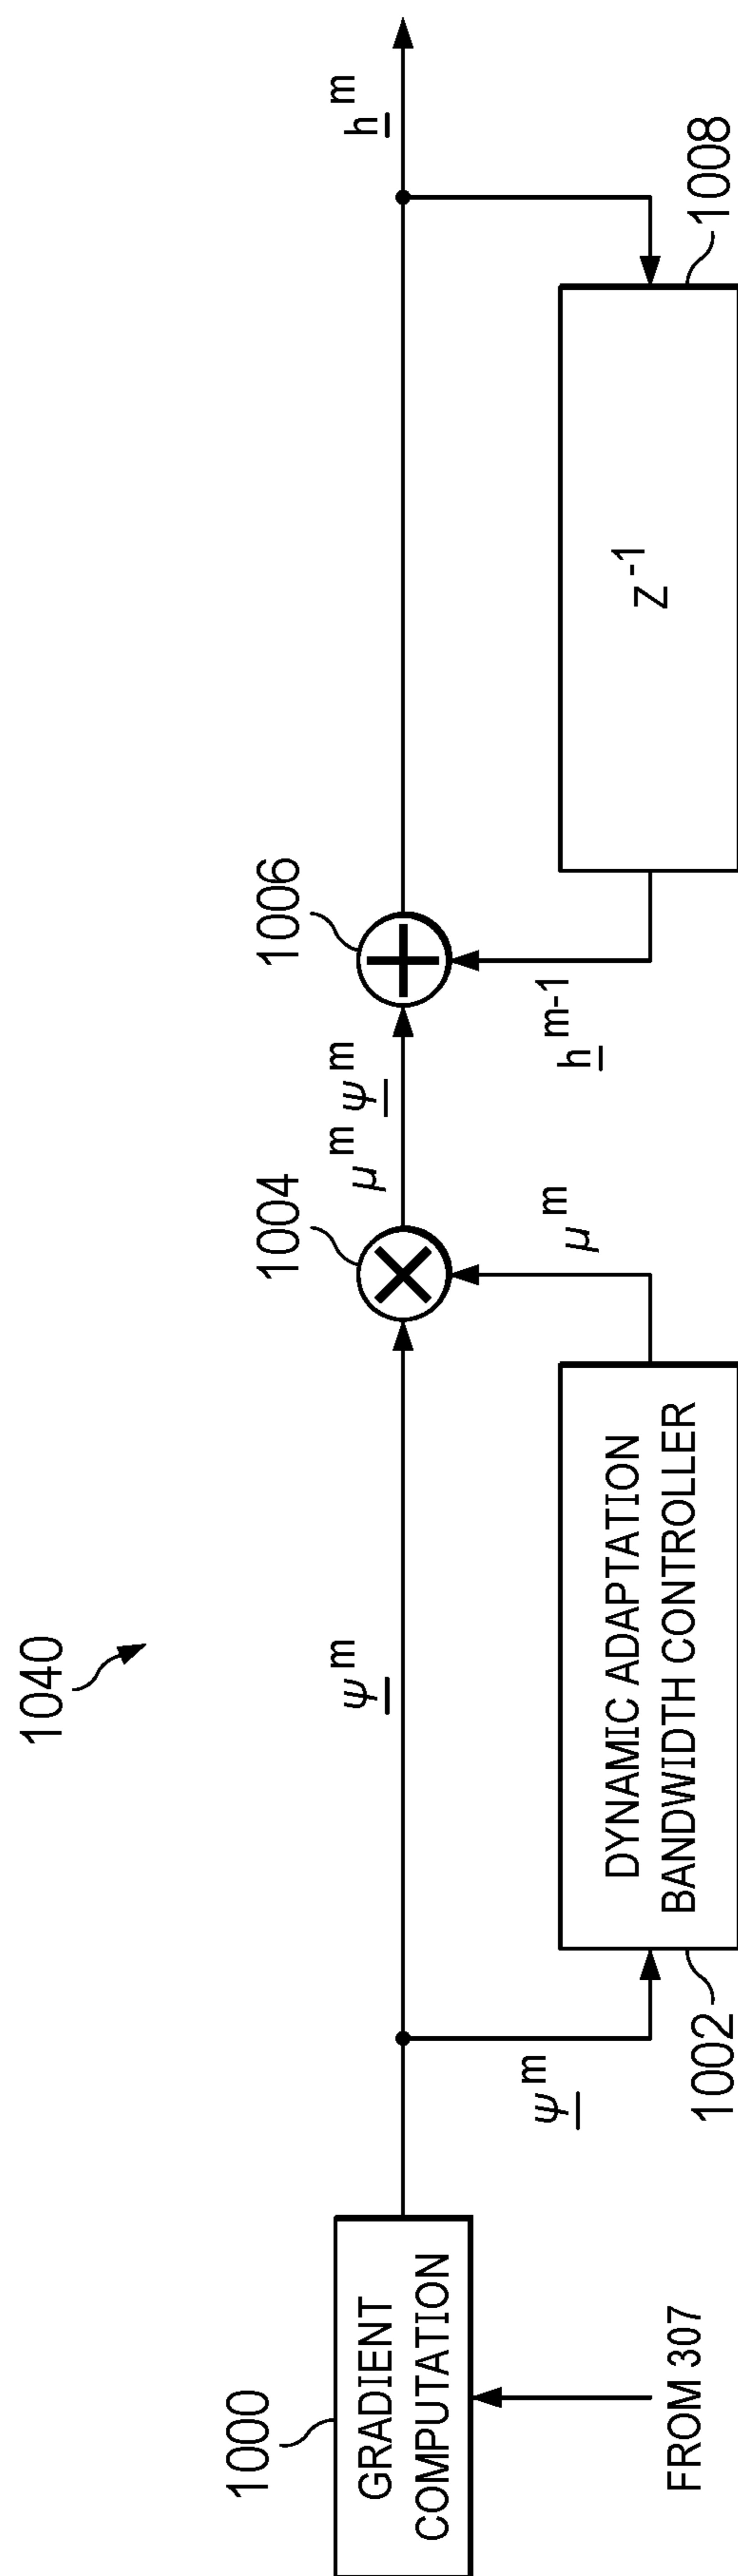 1040
1000
GRADIENT
COMPUTATION
FROM 307
ψ^m
ψ^m
1002
DYNAMIC ADAPTATION
BANDWIDTH CONTROLLER
μ^m
1004
μ^m ψ^m
1006
h^m-1
z^-1
1008
h^m